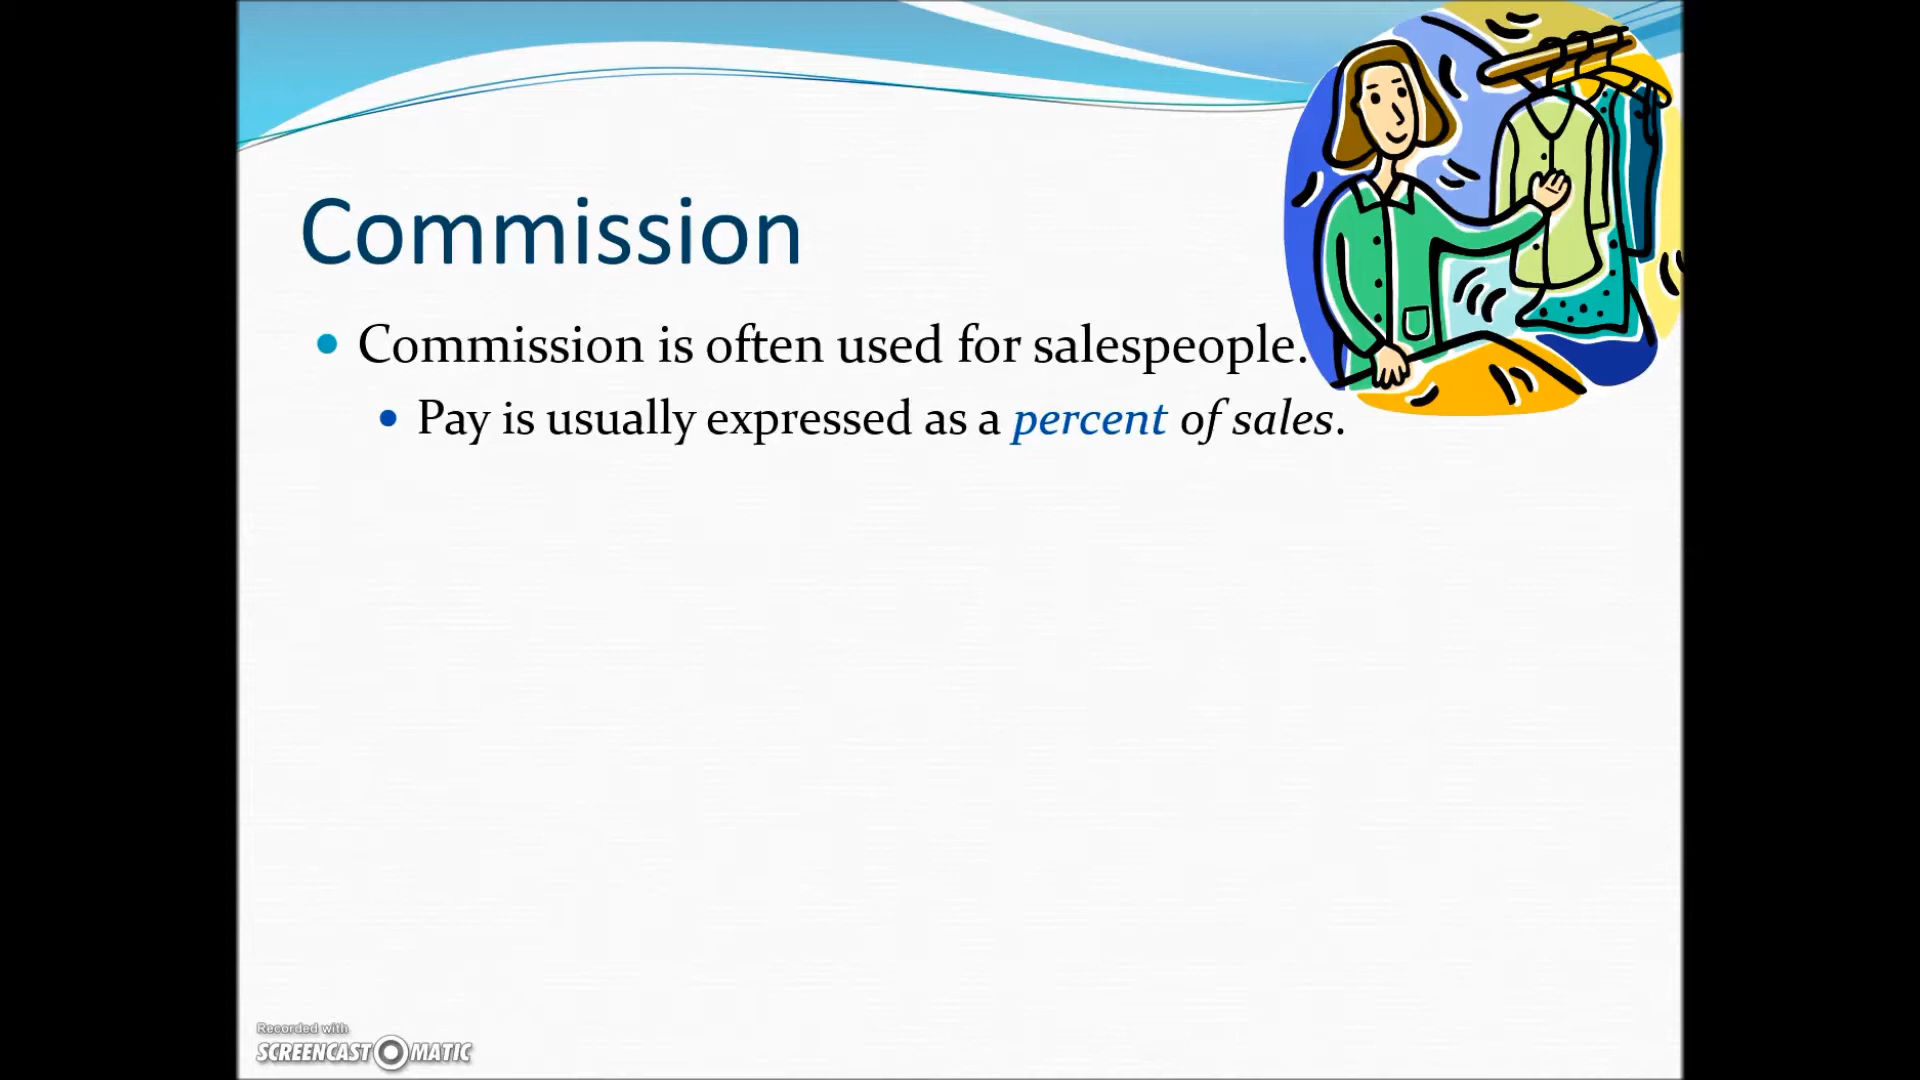 Commission
Commission is often used for salespeople.
Pay is usually expressed as a percent of sales.
Recorded with
SCREENCAST MATIC